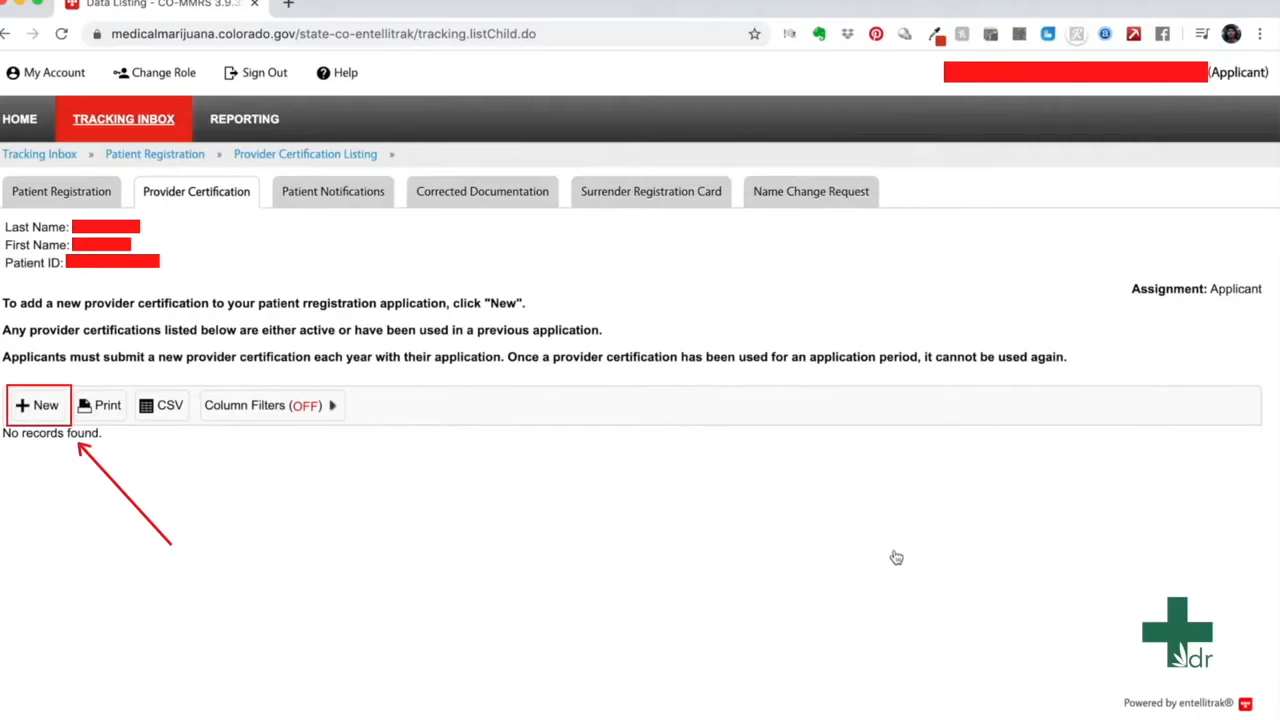 Data Listing - CO-MMRS 3.9.3
medicalmarijuana.colorado.gov/state-co-entellitrak/tracking.listChild.do
My Account Change Role Sign Out Help (Applicant)
HOME TRACKING INBOX REPORTING
Tracking Inbox » Patient Registration » Provider Certification Listing »
Patient Registration Provider Certification Patient Notifications Corrected Documentation Surrender Registration Card Name Change Request
Last Name:
First Name:
Patient ID:
Assignment: Applicant
To add a new provider certification to your patient rregistration application, click "New".
Any provider certifications listed below are either active or have been used in a previous application.
Applicants must submit a new provider certification each year with their application. Once a provider certification has been used for an application period, it cannot be used again.
New Print CSV Column Filters (OFF)
No records found.
dr
Powered by entellitrak®